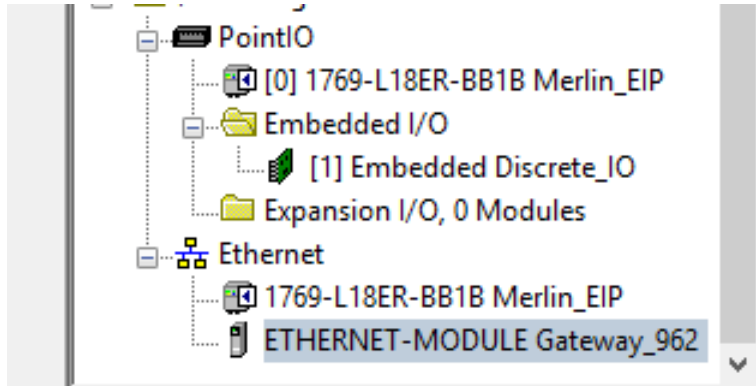 PointIO
[0] 1769-L18ER-BB1B Merlin_EIP
Embedded I/O
[1] Embedded Discrete_IO
Expansion I/O, 0 Modules
Ethernet
1769-L18ER-BB1B Merlin_EIP
ETHERNET-MODULE Gateway_962